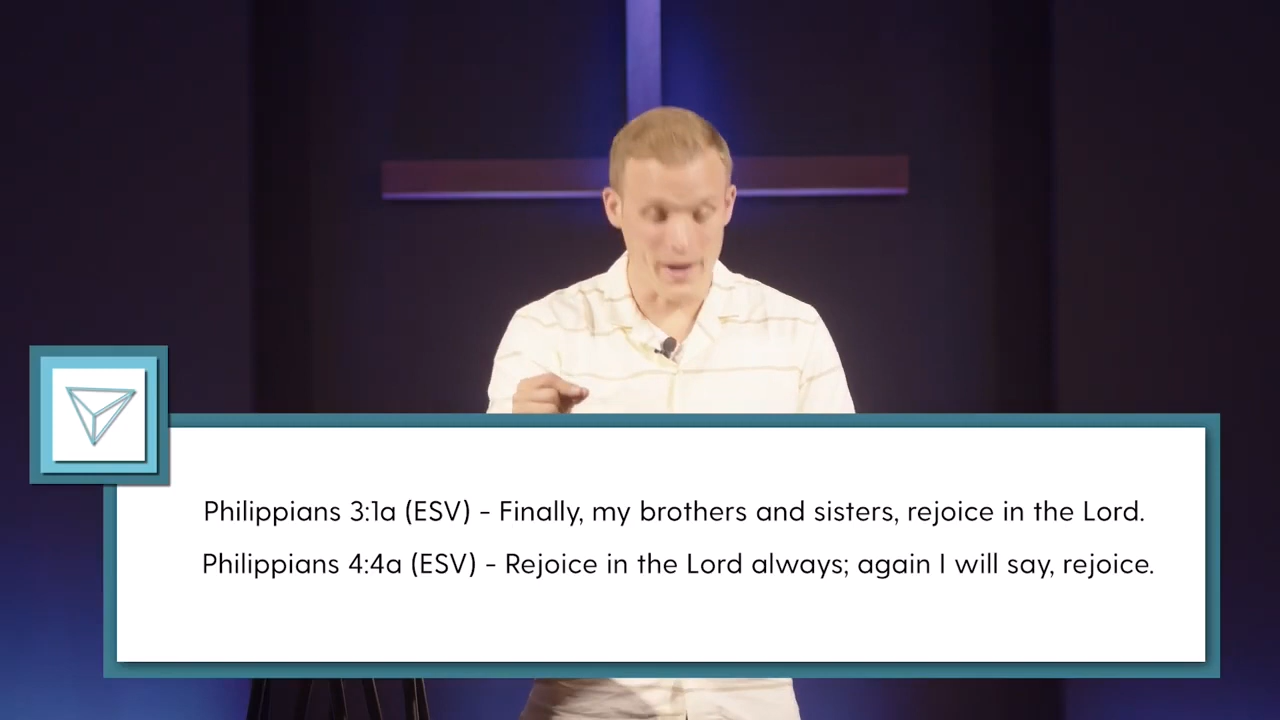 Philippians 3:1a (ESV) - Finally, my brothers and sisters, rejoice in the Lord.
Philippians 4:4a (ESV) - Rejoice in the Lord always; again I will say, rejoice.